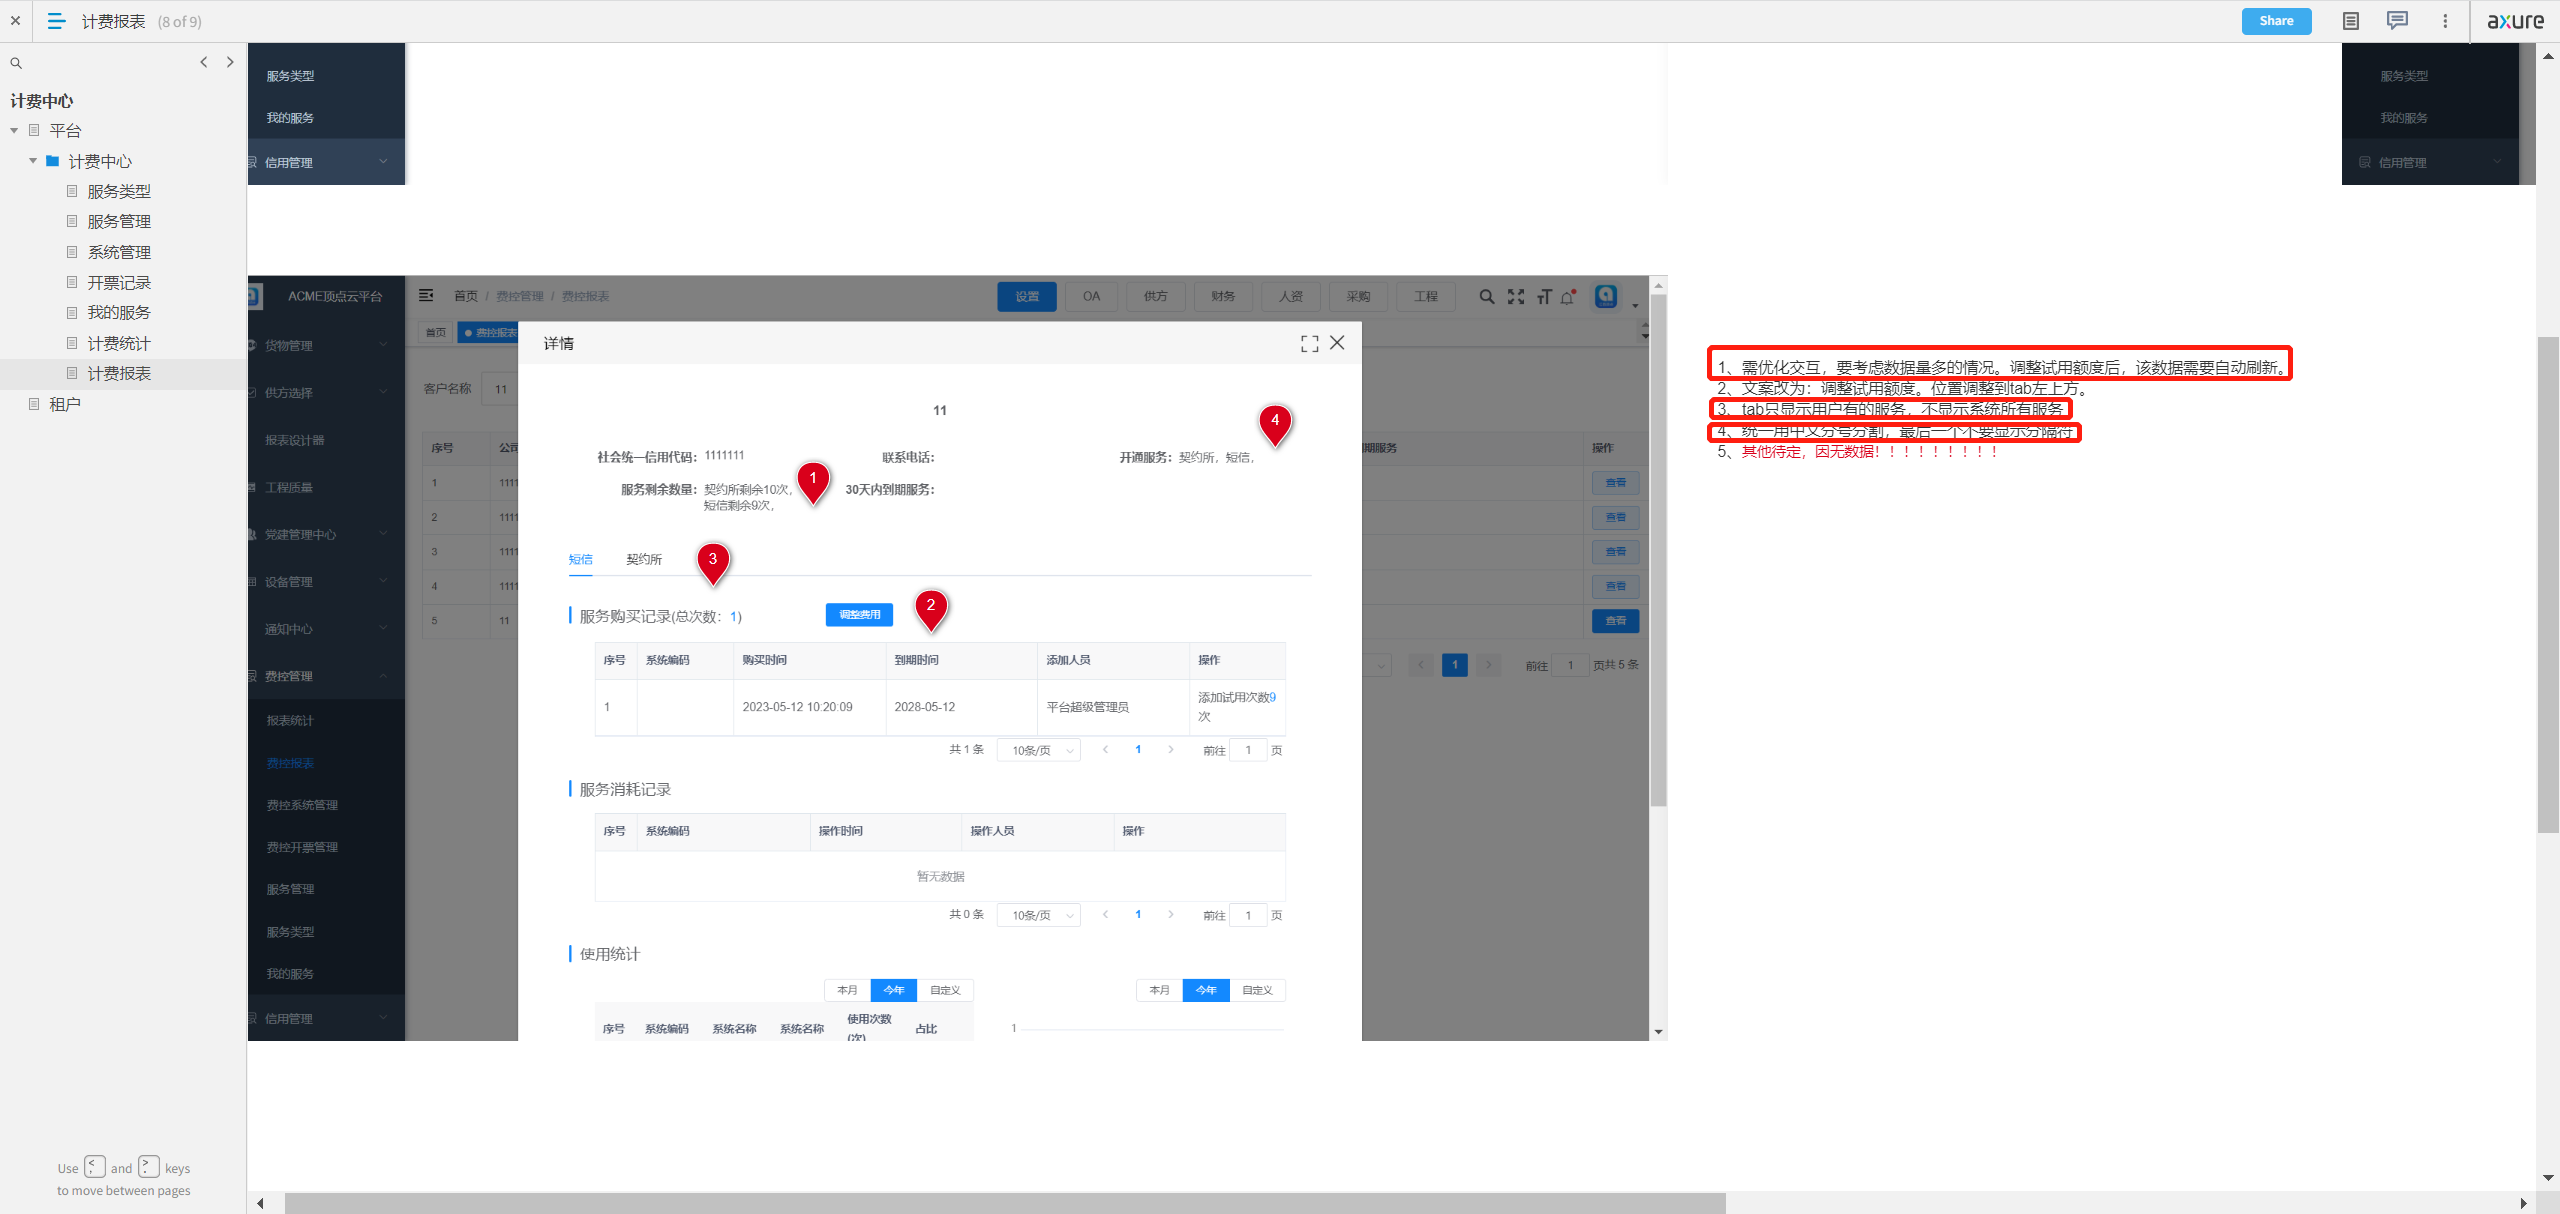 计费报表 (8 of 9)
Share
axure
计费中心
平台
计费中心
服务类型
服务管理
系统管理
开票记录
我的服务
计费统计
计费报表
租户
Use < , and > . keys
to move between pages
服务类型
我的服务
信用管理
服务类型
我的服务
信用管理
ACME顶点云平台
首页 / 费控管理 / 费控报表
设置 OA 供方 财务 人资 采购 工程
首页 费控报表
货物管理
供方选择
报表设计器
工程质量
党建管理中心
设备管理
通知中心
费控管理
报表统计
费控报表
费控系统管理
费控开票管理
服务管理
服务类型
我的服务
信用管理
客户名称 11
序号 公司
1 1111
2 1111
3 1111
4 1111
5 11
期服务 操作
查看
查看
查看
查看
查看
1 前往 1 页共 5 条
详情
11
社会统一信用代码：1111111 联系电话： 开通服务：契约所，短信，
服务剩余数量：契约所剩余10次， 30天内到期服务：
短信剩余9次，
1
2
3
4
短信 契约所
服务购买记录(总次数：1) 调整费用
序号 系统编码 购买时间 到期时间 添加人员 操作
1 2023-05-12 10:20:09 2028-05-12 平台超级管理员 添加试用次数9
次
共 1 条 10条/页 1 前往 1 页
服务消耗记录
序号 系统编码 操作时间 操作人员 操作
暂无数据
共 0 条 10条/页 1 前往 1 页
使用统计
本月 今年 自定义 本月 今年 自定义
序号 系统编码 系统名称 系统名称 使用次数 占比
(次)
1
1、需优化交互，要考虑数据量多的情况。调整试用额度后，该数据需要自动刷新。
2、文案改为：调整试用额度。位置调整到tab左上方。
3、tab只显示用户有的服务，不显示系统所有服务
4、统一用中文分号分割，最后一个不要显示分隔符
5、其他待定，因无数据！！！！！！！！！